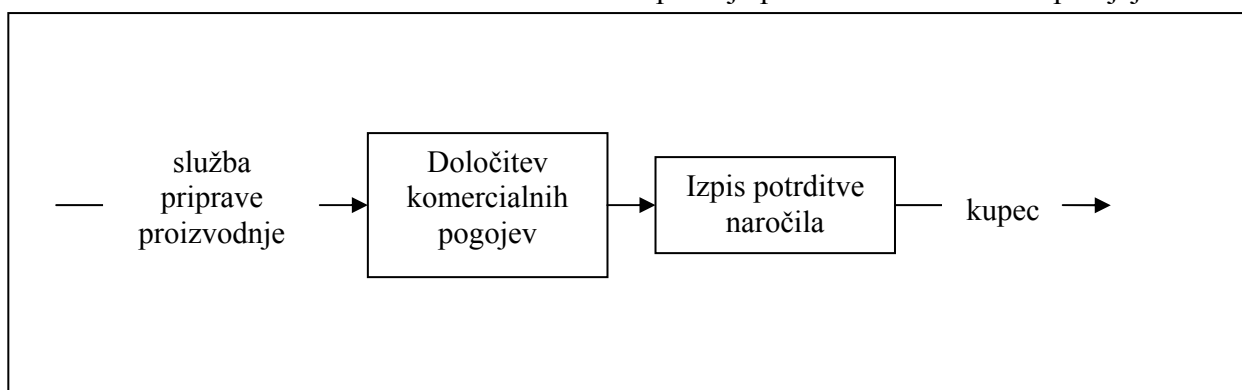 služba
priprave
proizvodnje
Določitev
komercialnih
pogojev
Izpis potrditve
naročila
kupec